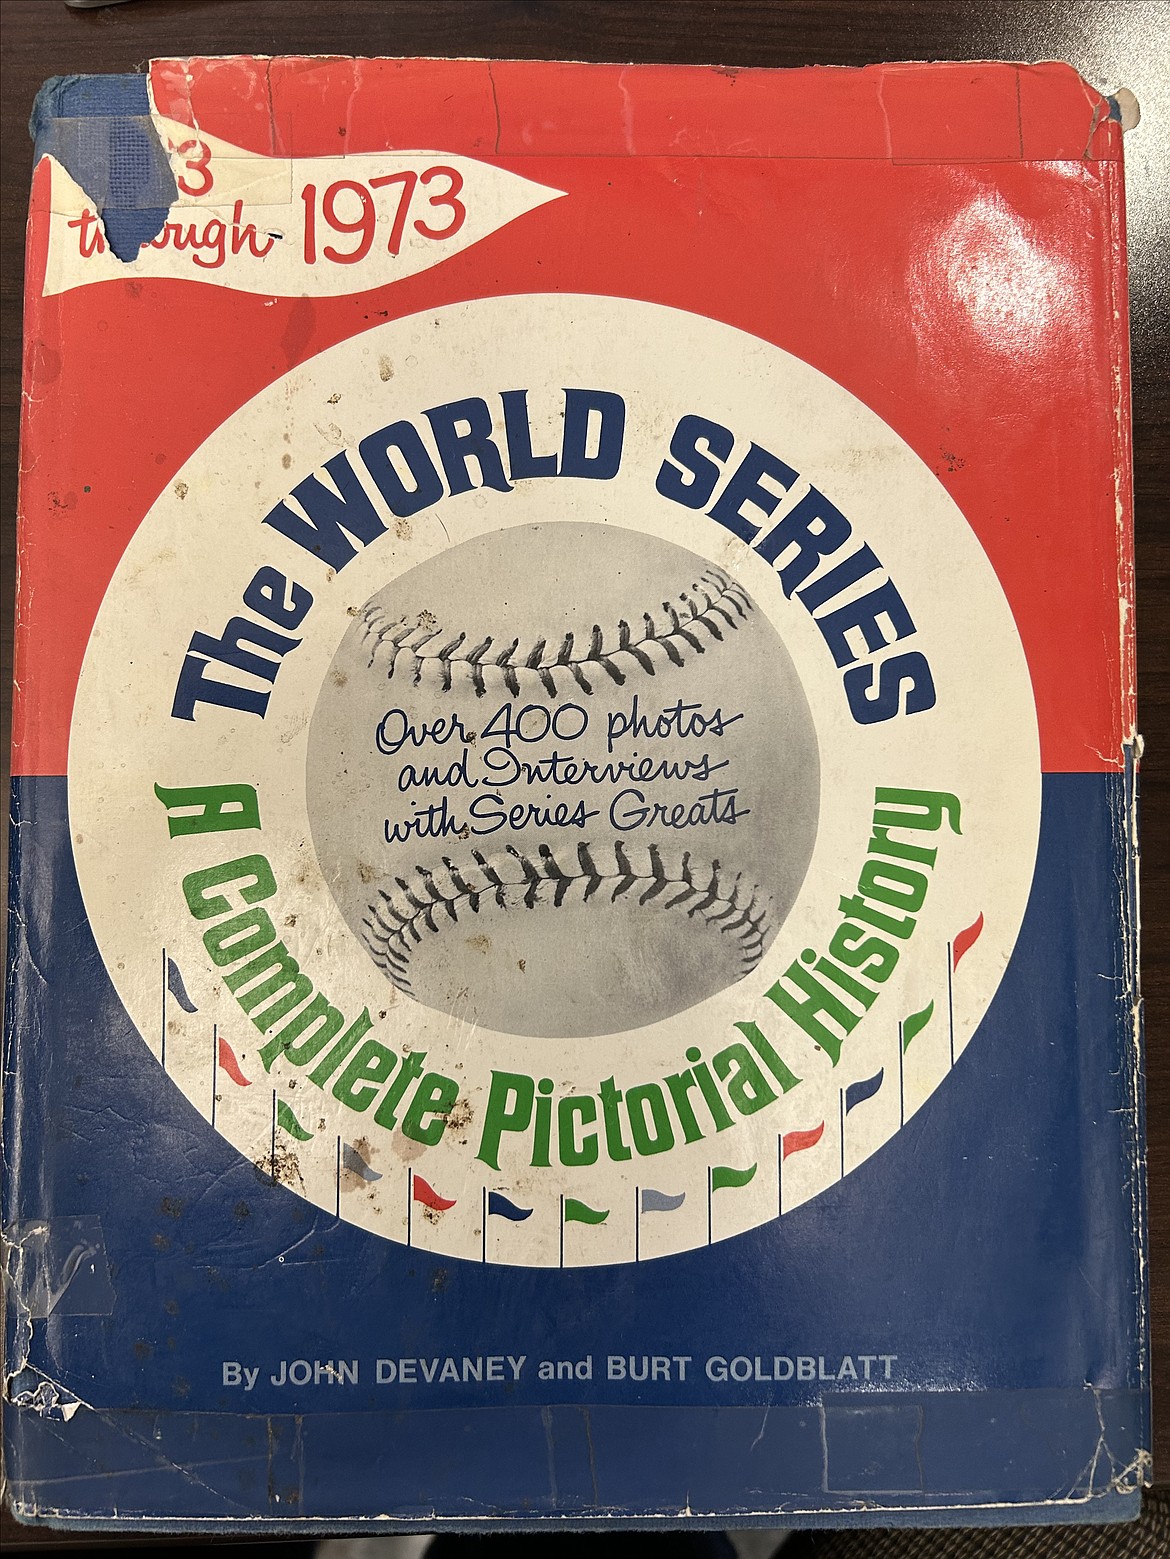 3
through 1973
The WORLD SERIES
Over 400 photos
and Interviews
with Series Greats
A Complete Pictorial History
By JOHN DEVANEY and BURT GOLDBLATT